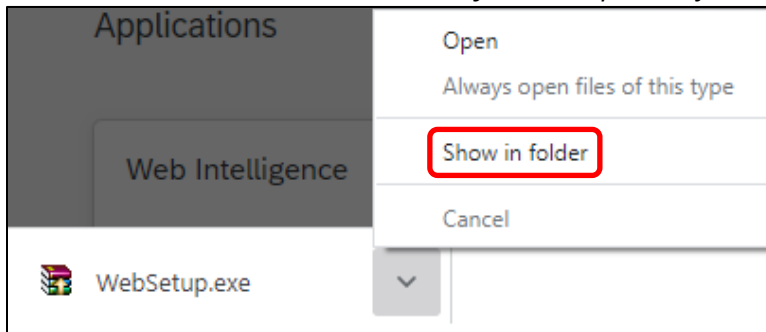 Applications
Open
Always open files of this type
Show in folder
Web Intelligence
Cancel
WebSetup.exe